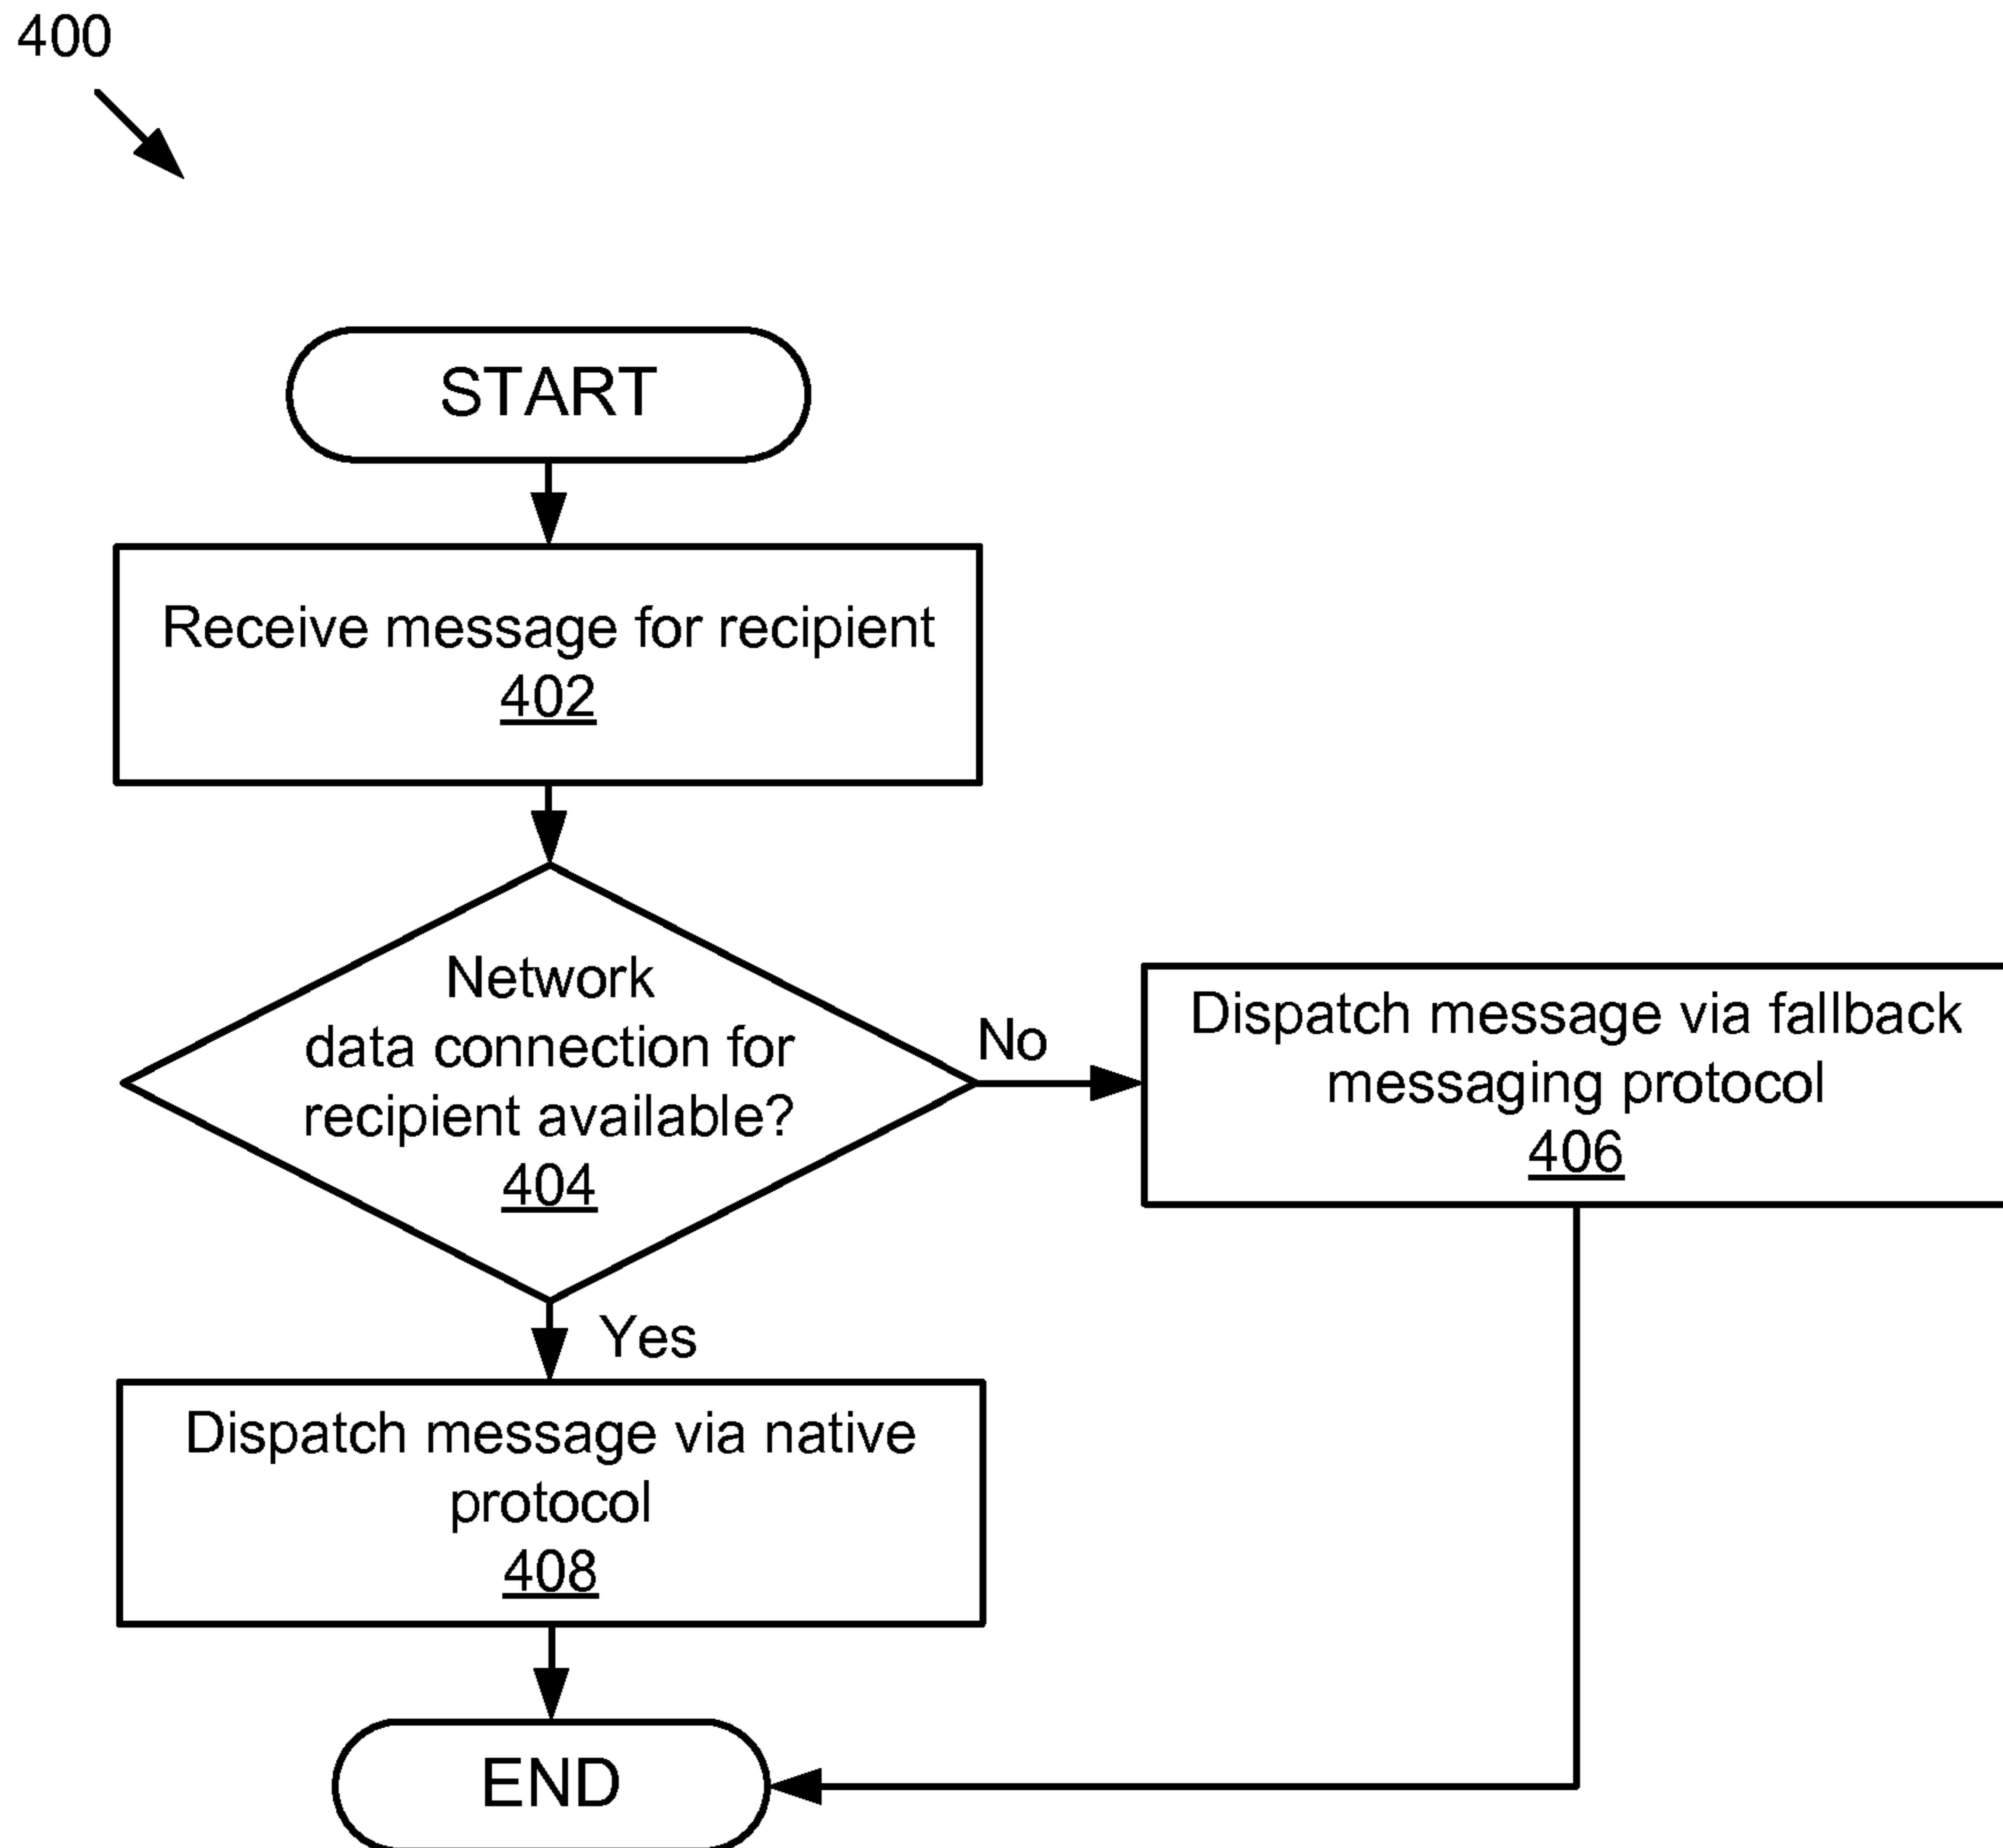 400
START
Receive message for recipient
402
Network
data connection for
recipient available?
404
No
Dispatch message via fallback
messaging protocol
406
Yes
Dispatch message via native
protocol
408
END